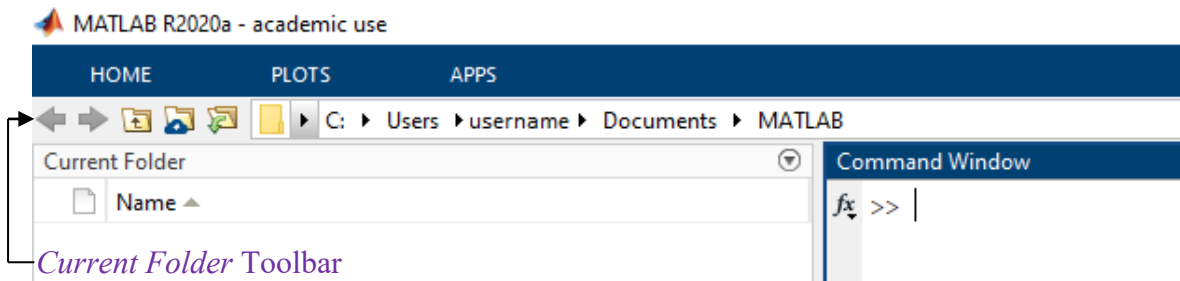 MATLAB R2020a - academic use
HOME PLOTS APPS
C: Users username Documents MATLAB
Current Folder Command Window
Name fx >>
Current Folder Toolbar